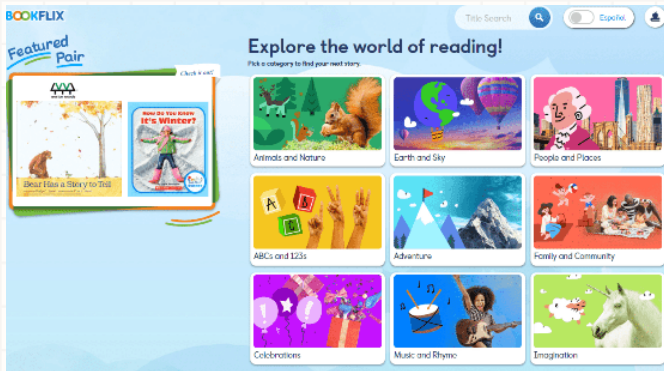 BOOKFLIX
Title Search
Español
Featured
Pair
Check it out!
Bear Has a Story to Tell
How Do You Know
It's Winter?
Explore the world of reading!
Pick a category to find your next story.
Animals and Nature
Earth and Sky
People and Places
A
B
C
ABCs and 123s
Adventure
Family and Community
Celebrations
Music and Rhyme
Imagination